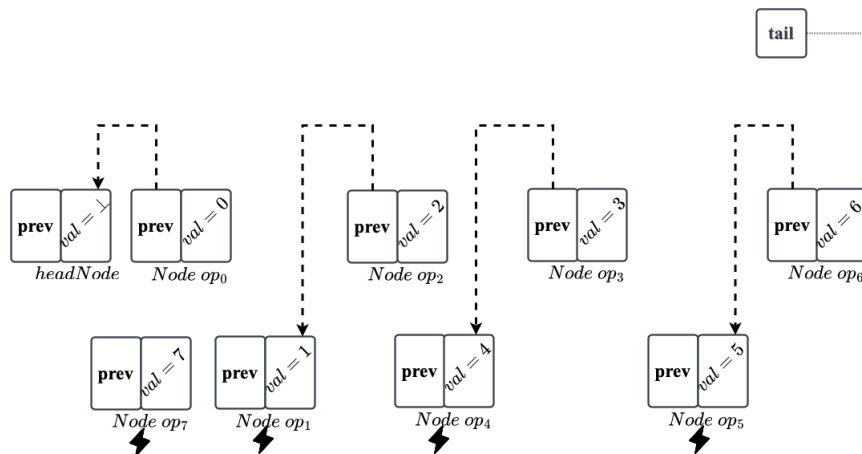 tail
prev val = ⊥ prev val = 0 prev val = 2 prev val = 3 prev val = 6
headNode Node op₀ Node op₂ Node op₃ Node op₆
prev val = 7 prev val = 1 prev val = 4 prev val = 5
Node op₇ Node op₁ Node op₄ Node op₅